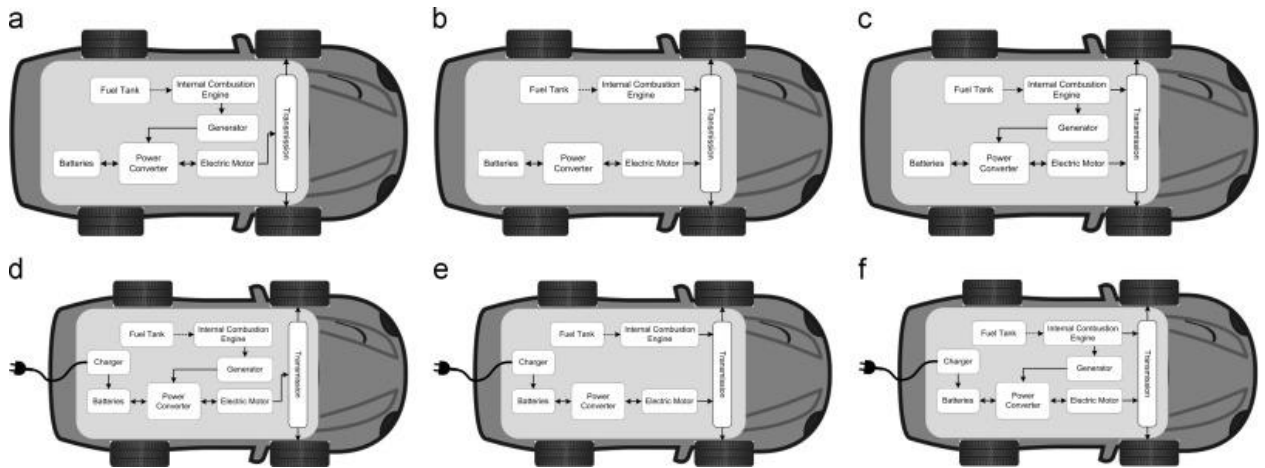 a
Fuel Tank
Internal Combustion
Engine
Generator
Batteries
Power
Converter
Electric Motor
Transmission
b
Fuel Tank
Internal Combustion
Engine
Batteries
Power
Converter
Electric Motor
Transmission
c
Fuel Tank
Internal Combustion
Engine
Generator
Batteries
Power
Converter
Electric Motor
Transmission
d
Fuel Tank
Internal Combustion
Engine
Charger
Generator
Batteries
Power
Converter
Electric Motor
Transmission
e
Fuel Tank
Internal Combustion
Engine
Charger
Batteries
Power
Converter
Electric Motor
Transmission
f
Fuel Tank
Internal Combustion
Engine
Charger
Generator
Batteries
Power
Converter
Electric Motor
Transmission